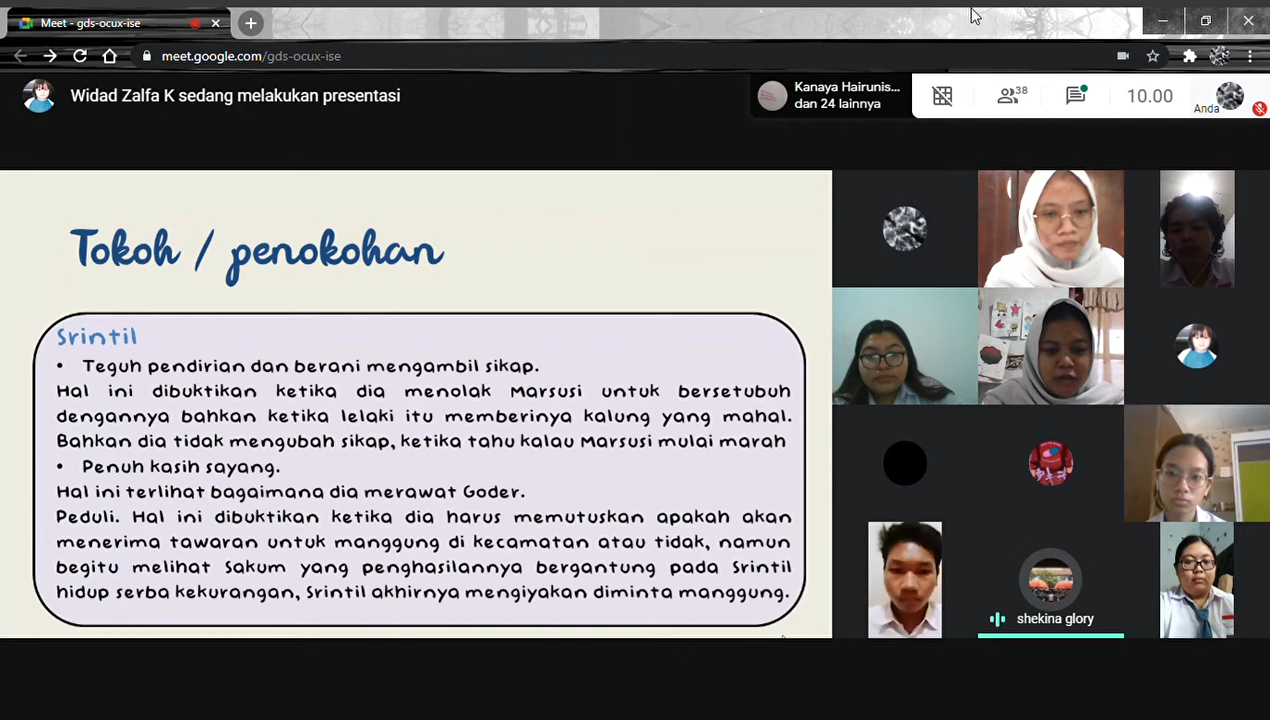 Meet - gds-ocux-ise
meet.google.com/gds-ocux-ise
Widad Zalfa K sedang melakukan presentasi
Kanaya Hairunis...
dan 24 lainnya
38
10.00
Anda
Tokoh / penokohan
Srintil
• Teguh pendirian dan berani mengambil sikap.
Hal ini dibuktikan ketika dia menolak Marsusi untuk bersetubuh
dengannya bahkan ketika lelaki itu memberinya kalung yang mahal.
Bahkan dia tidak mengubah sikap, ketika tahu kalau Marsusi mulai marah
• Penuh kasih sayang.
Hal ini terlihat bagaimana dia merawat Goder.
Peduli. Hal ini dibuktikan ketika dia harus memutuskan apakah akan
menerima tawaran untuk manggung di kecamatan atau tidak, namun
begitu melihat Sakum yang penghasilannya bergantung pada Srintil
hidup serba kekurangan, Srintil akhirnya mengiyakan diminta manggung.
shekina glory